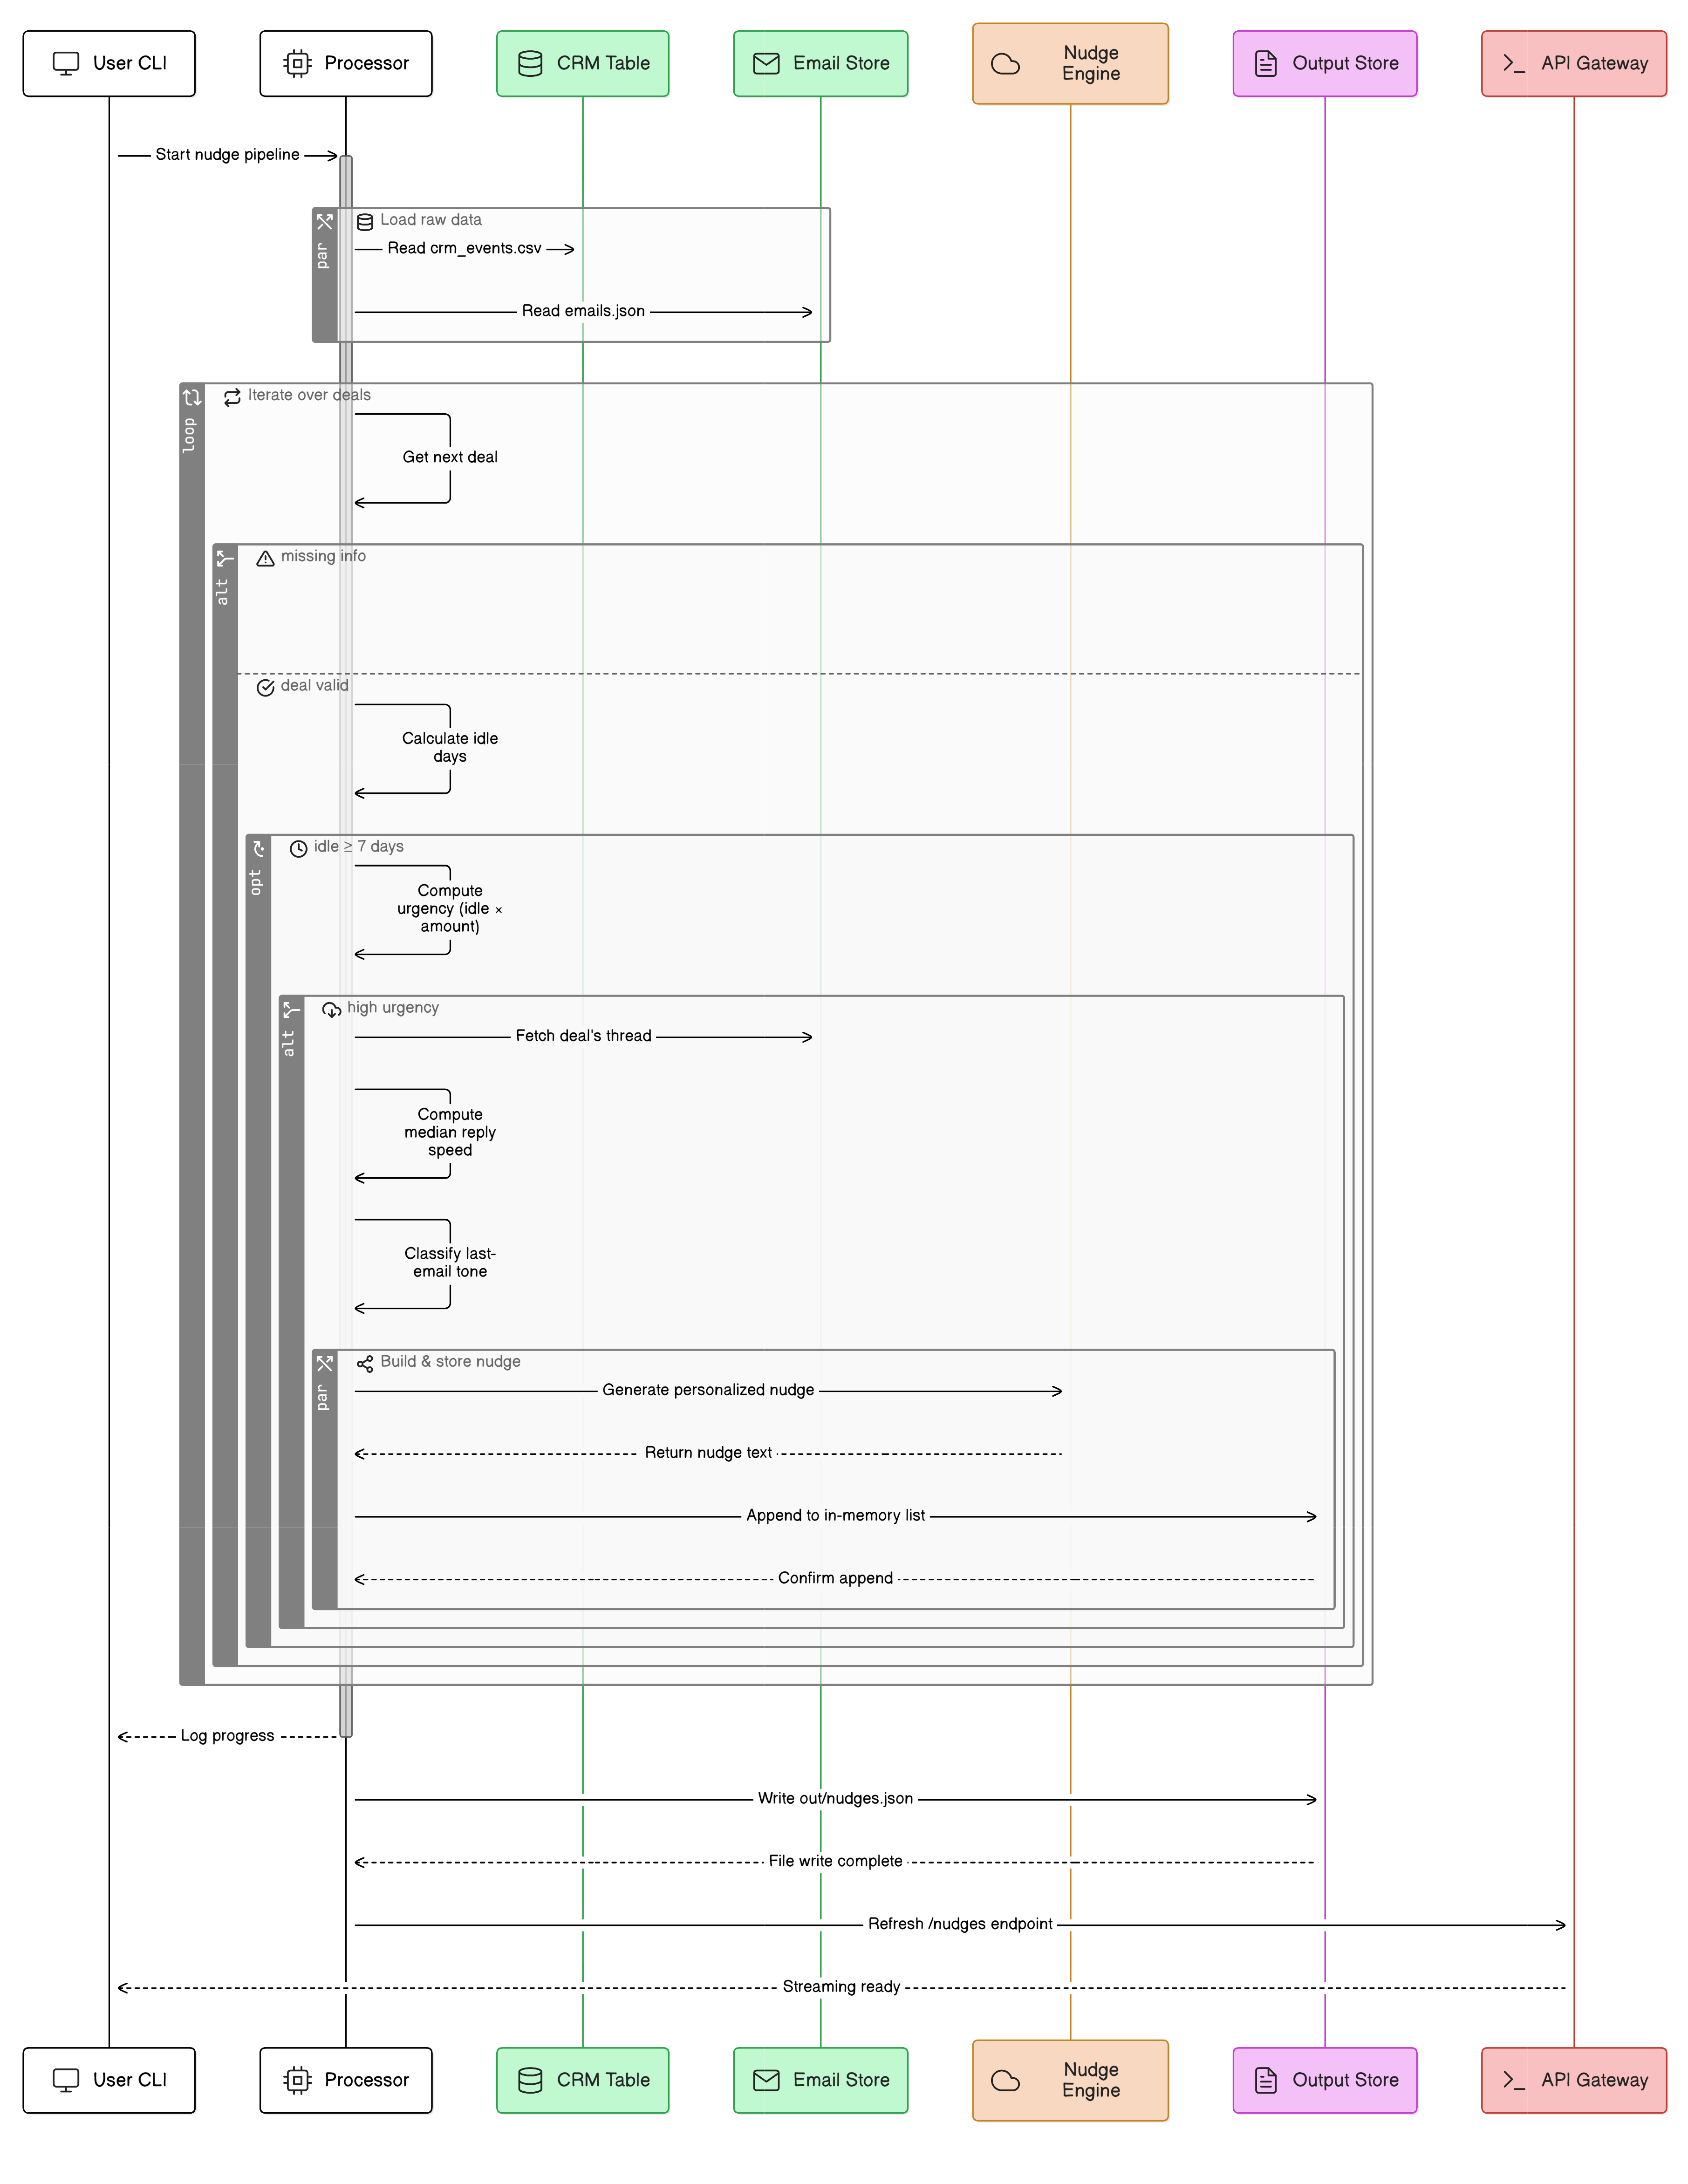 User CLI
Processor
CRM Table
Email Store
Nudge
Engine
Output Store
API Gateway
Start nudge pipeline
par
Load raw data
Read crm_events.csv
Read emails.json
loop
Iterate over deals
Get next deal
alt
missing info
deal valid
Calculate idle
days
opt
idle ≥ 7 days
Compute
urgency (idle ×
amount)
alt
high urgency
Fetch deal's thread
Compute
median reply
speed
Classify last-
email tone
par
Build & store nudge
Generate personalized nudge
Return nudge text
Append to in-memory list
Confirm append
Log progress
Write out/nudges.json
File write complete
Refresh /nudges endpoint
Streaming ready
User CLI
Processor
CRM Table
Email Store
Nudge
Engine
Output Store
API Gateway